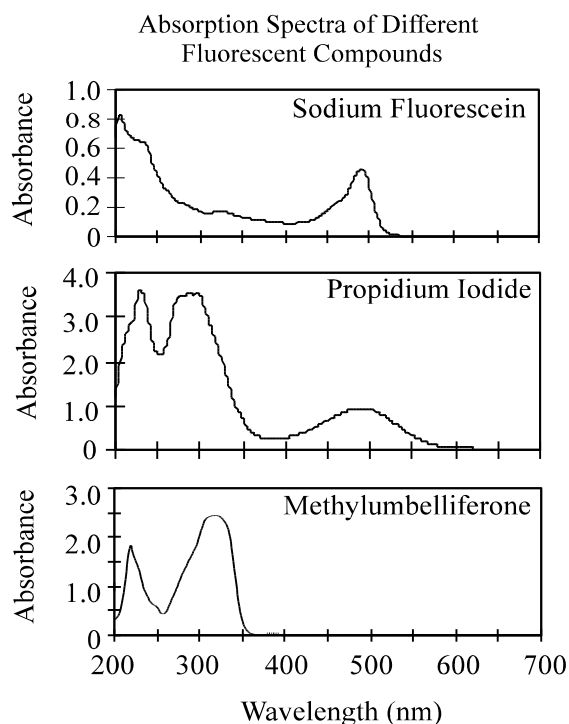 Absorption Spectra of Different
Fluorescent Compounds
Sodium Fluorescein
Absorbance
1.0
0.8
0.6
0.4
0.2
0
Propidium Iodide
Absorbance
4.0
3.0
2.0
1.0
0
Methylumbelliferone
Absorbance
3.0
2.0
1.0
0
200 300 400 500 600 700
Wavelength (nm)